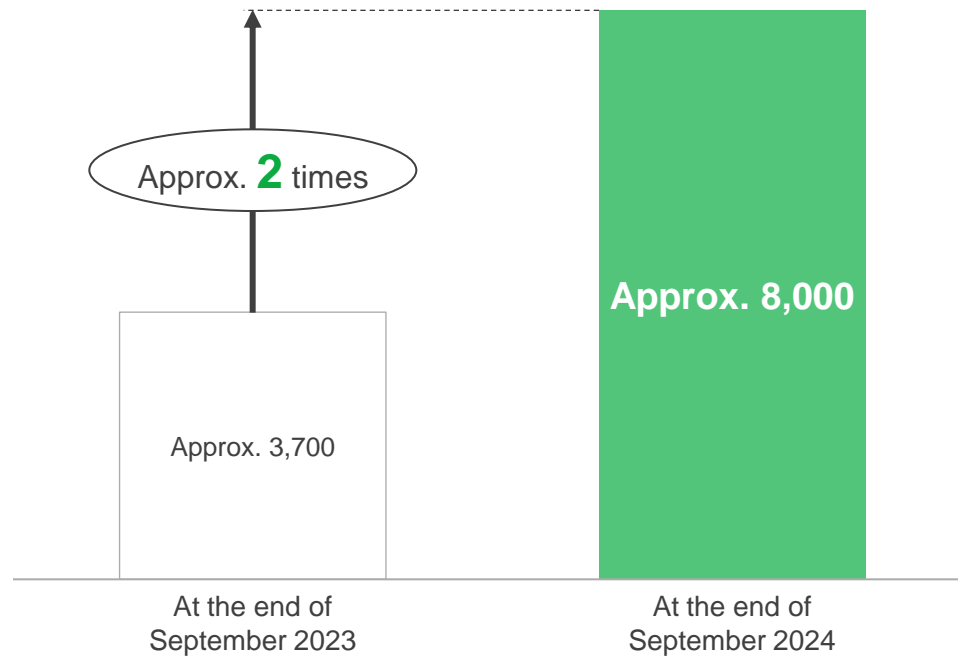 Approx. 2 times
Approx. 8,000
Approx. 3,700
At the end of
September 2023
At the end of
September 2024